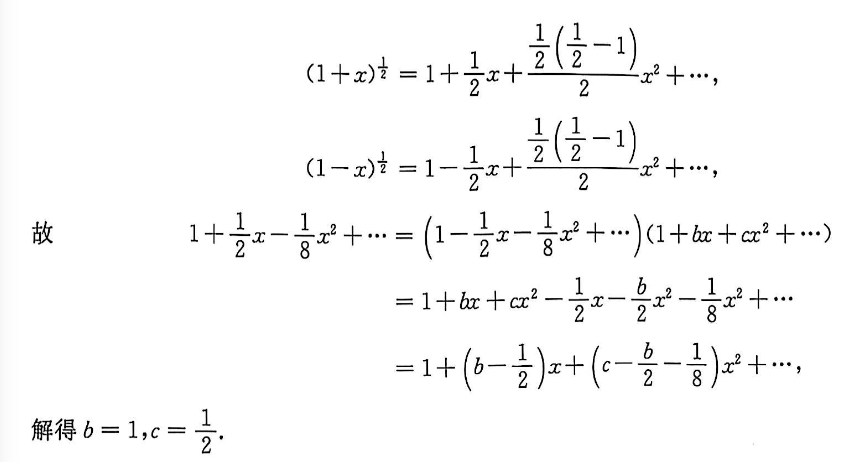 (1+x)^{\frac{1}{2}} = 1+\frac{1}{2}x+\frac{\frac{1}{2}\left(\frac{1}{2}-1\right)}{2}x^2+\cdots,
(1-x)^{\frac{1}{2}} = 1-\frac{1}{2}x+\frac{\frac{1}{2}\left(\frac{1}{2}-1\right)}{2}x^2+\cdots,
故 1+\frac{1}{2}x-\frac{1}{8}x^2+\cdots = \left(1-\frac{1}{2}x-\frac{1}{8}x^2+\cdots\right)(1+bx+cx^2+\cdots)
= 1+bx+cx^2-\frac{1}{2}x-\frac{b}{2}x^2-\frac{1}{8}x^2+\cdots
= 1+\left(b-\frac{1}{2}\right)x+\left(c-\frac{b}{2}-\frac{1}{8}\right)x^2+\cdots,
解得 b = 1,c = \frac{1}{2}.